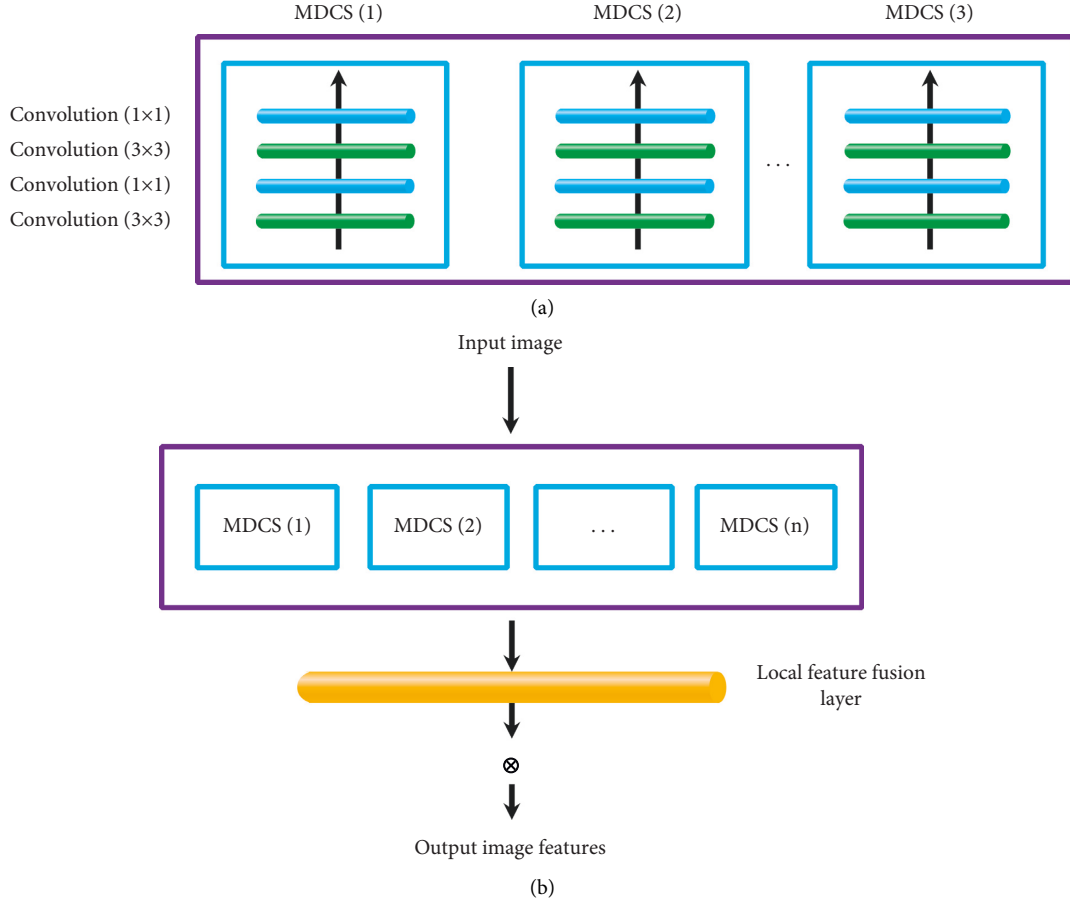 MDCS (1)
MDCS (2)
MDCS (3)
Convolution (1×1)
Convolution (3×3)
Convolution (1×1)
Convolution (3×3)
. . .
(a)
Input image
MDCS (1)
MDCS (2)
. . .
MDCS (n)
Local feature fusion
layer
⊗
Output image features
(b)